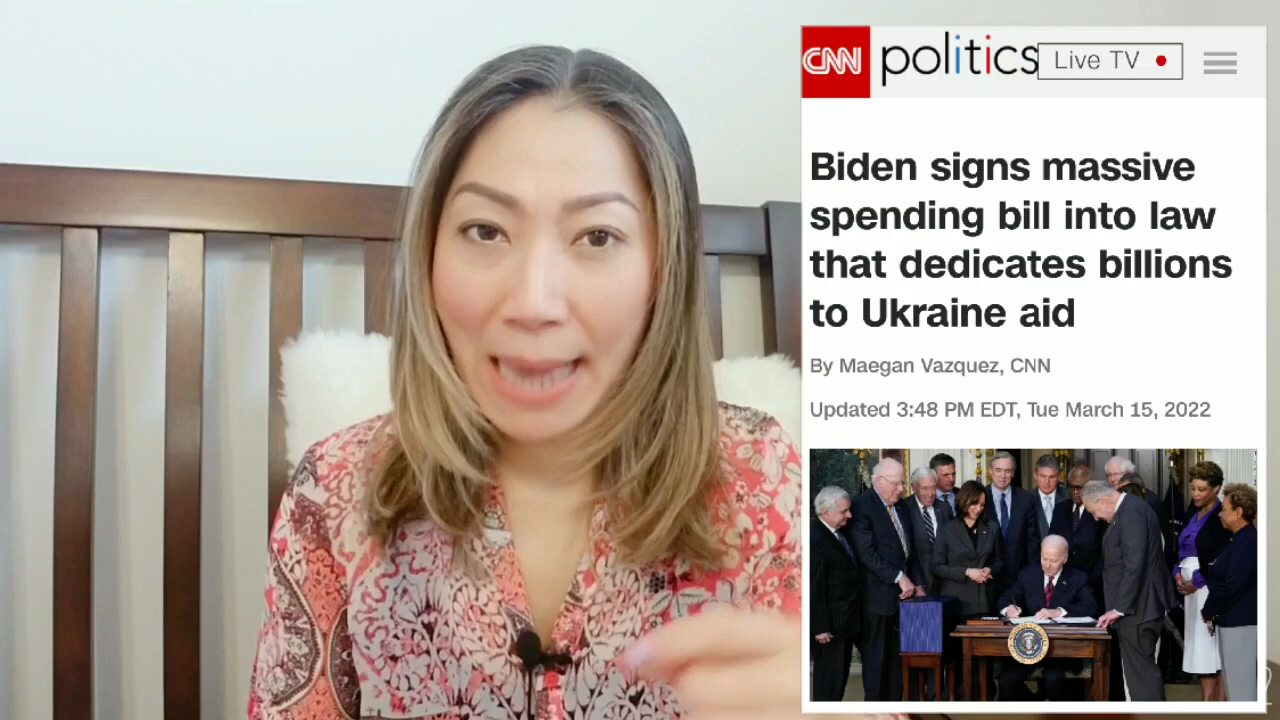 CNN politics Live TV
Biden signs massive
spending bill into law
that dedicates billions
to Ukraine aid
By Maegan Vazquez, CNN
Updated 3:48 PM EDT, Tue March 15, 2022